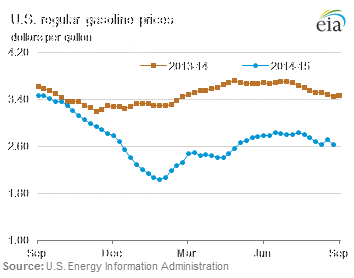 U.S. regular gasoline prices
dollars per gallon
eia
4.20
2013-14
2014-15
3.40
2.60
1.80
1.00
Sep Dec Mar Jun Sep
Source: U.S. Energy Information Administration